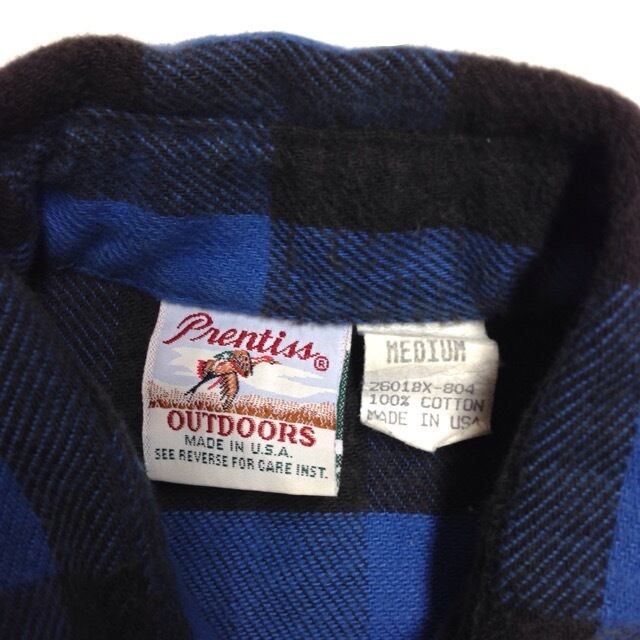 Prentiss®
OUTDOORS
MADE IN U.S.A.
SEE REVERSE FOR CARE INST.
MEDIUM
26018X-804
100% COTTON
MADE IN USA